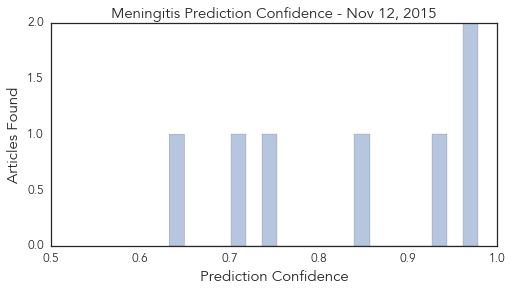 Meningitis Prediction Confidence - Nov 12, 2015
Articles Found
2.0
1.5
1.0
0.5
0.0
0.5 0.6 0.7 0.8 0.9 1.0
Prediction Confidence